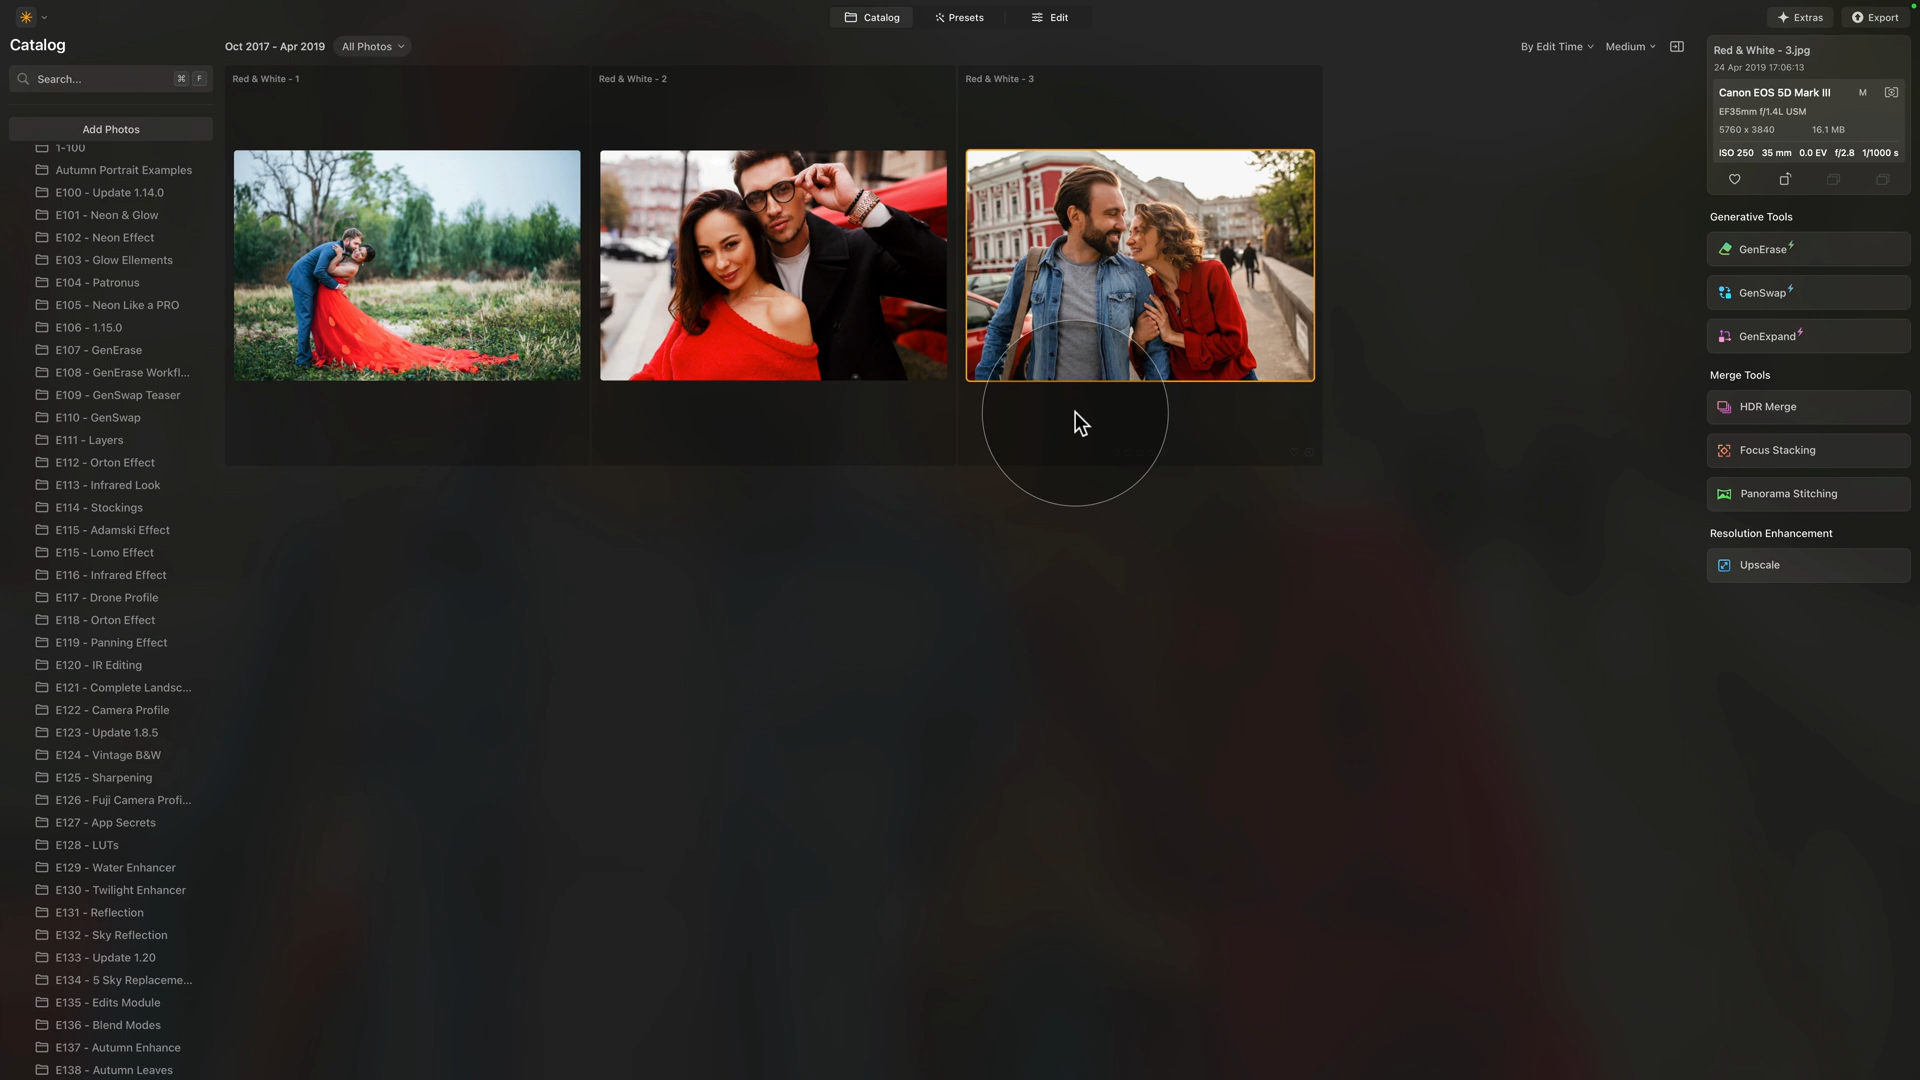 Catalog
Presets
Edit
Extras
Export
Catalog
Oct 2017 - Apr 2019
All Photos
By Edit Time
Medium
Search...
⌘
F
Add Photos
1-100
Autumn Portrait Examples
E100 - Update 1.14.0
E101 - Neon & Glow
E102 - Neon Effect
E103 - Glow Ellements
E104 - Patronus
E105 - Neon Like a PRO
E106 - 1.15.0
E107 - GenErase
E108 - GenErase Workfl...
E109 - GenSwap Teaser
E110 - GenSwap
E111 - Layers
E112 - Orton Effect
E113 - Infrared Look
E114 - Stockings
E115 - Adamski Effect
E115 - Lomo Effect
E116 - Infrared Effect
E117 - Drone Profile
E118 - Orton Effect
E119 - Panning Effect
E120 - IR Editing
E121 - Complete Landsc...
E122 - Camera Profile
E123 - Update 1.8.5
E124 - Vintage B&W
E125 - Sharpening
E126 - Fuji Camera Profi...
E127 - App Secrets
E128 - LUTs
E129 - Water Enhancer
E130 - Twilight Enhancer
E131 - Reflection
E132 - Sky Reflection
E133 - Update 1.20
E134 - 5 Sky Replaceme...
E135 - Edits Module
E136 - Blend Modes
E137 - Autumn Enhance
E138 - Autumn Leaves
Red & White - 1
Red & White - 2
Red & White - 3
Red & White - 3.jpg
24 Apr 2019 17:06:13
Canon EOS 5D Mark III
M
EF35mm f/1.4L USM
5760 x 3840
16.1 MB
ISO 250 35 mm 0.0 EV f/2.8 1/1000 s
Generative Tools
GenErase
GenSwap
GenExpand
Merge Tools
HDR Merge
Focus Stacking
Panorama Stitching
Resolution Enhancement
Upscale